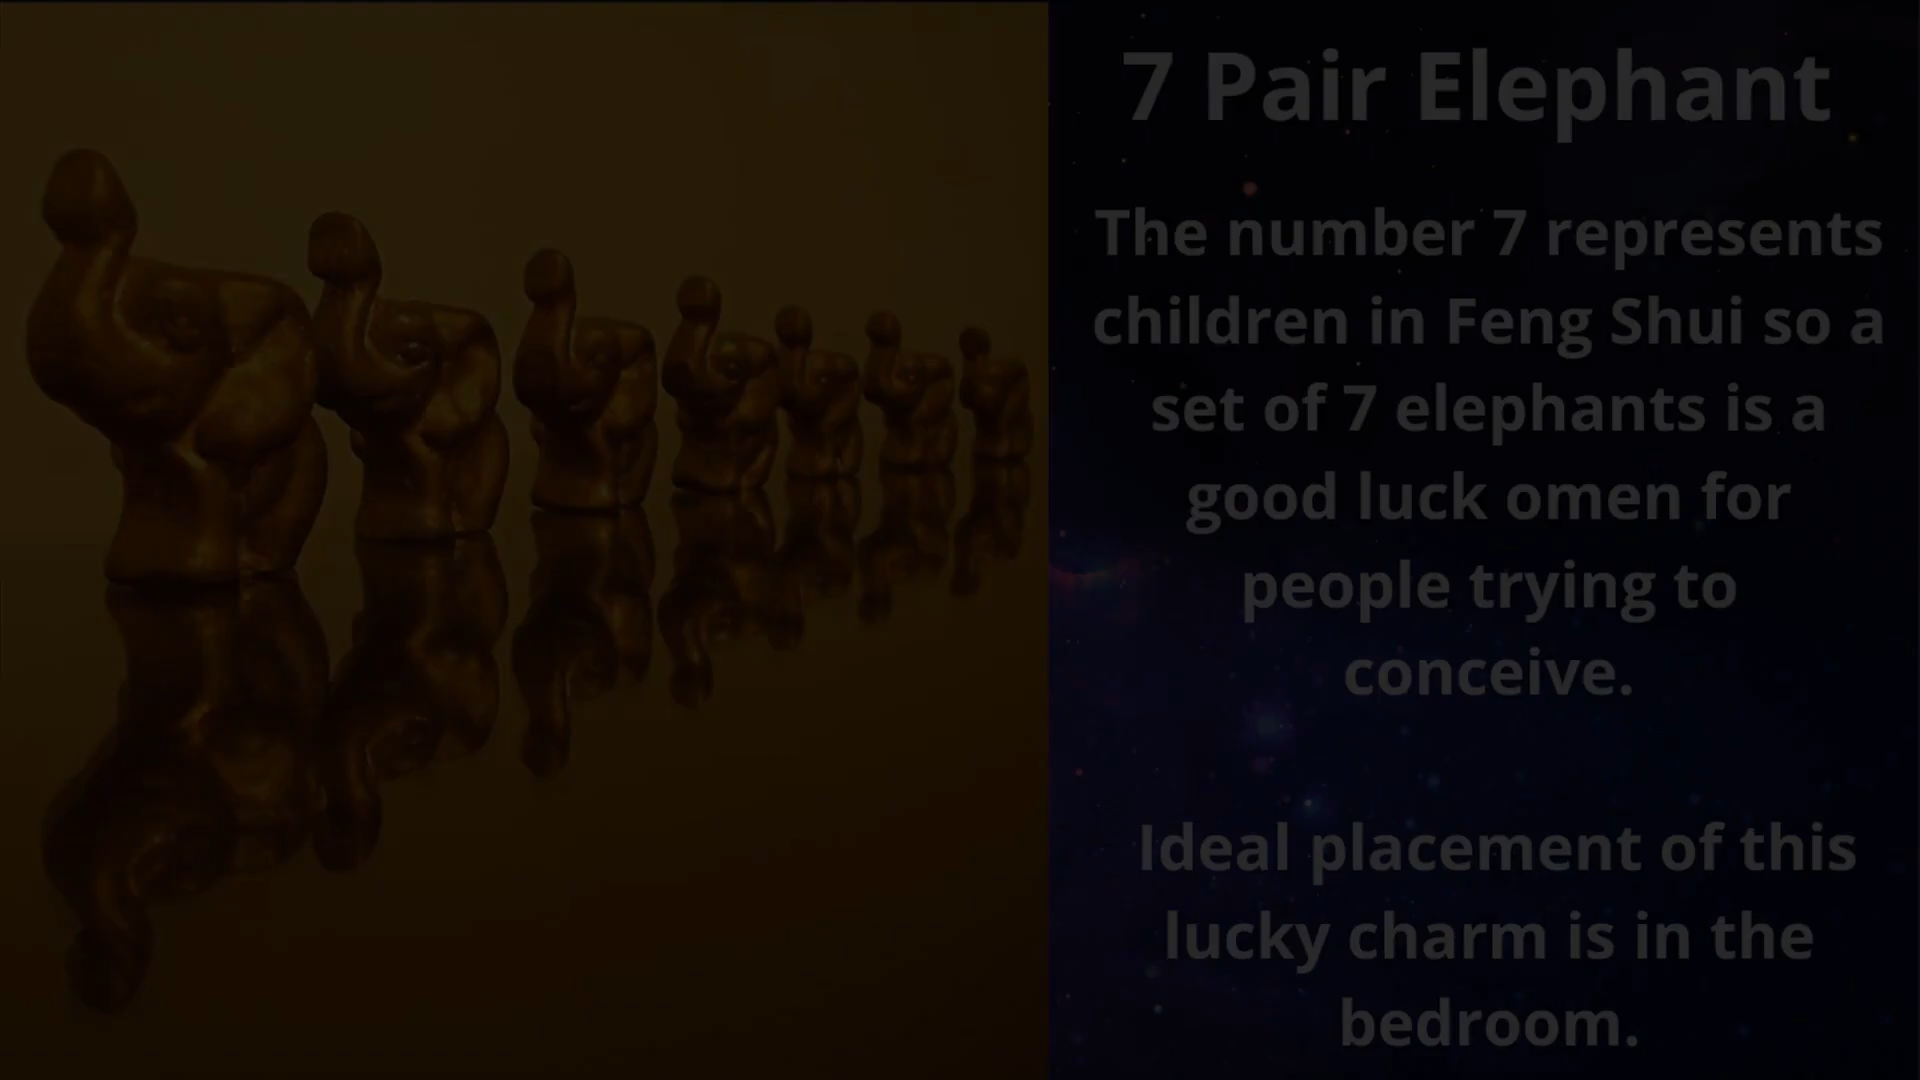 7 Pair Elephant
The number 7 represents
children in Feng Shui so a
set of 7 elephants is a
good luck omen for
people trying to
conceive.
Ideal placement of this
lucky charm is in the
bedroom.